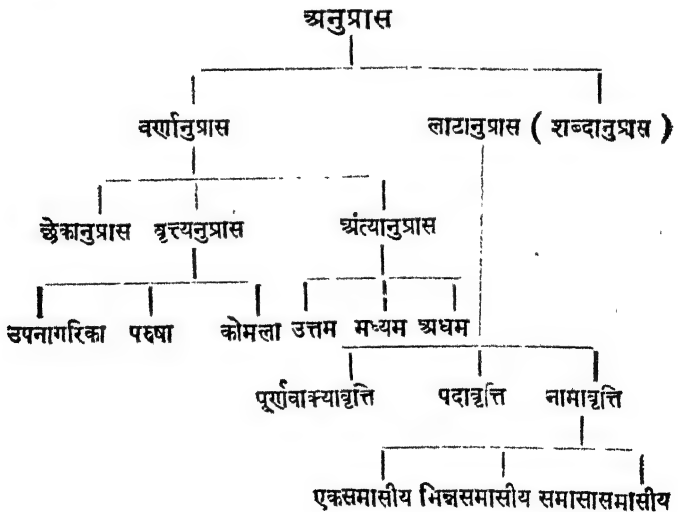 अनुप्रास
वर्णानुप्रास लाटानुप्रास ( शब्दानुप्रास )
छेकानुप्रास वृत्त्यनुप्रास अंत्यानुप्रास
उपनागरिका परुषा कोमला उत्तम मध्यम अधम
पूर्णवाक्यावृत्ति पदावृत्ति नामावृत्ति
एकसमासीय भिन्नसमासीय समासासमासीय